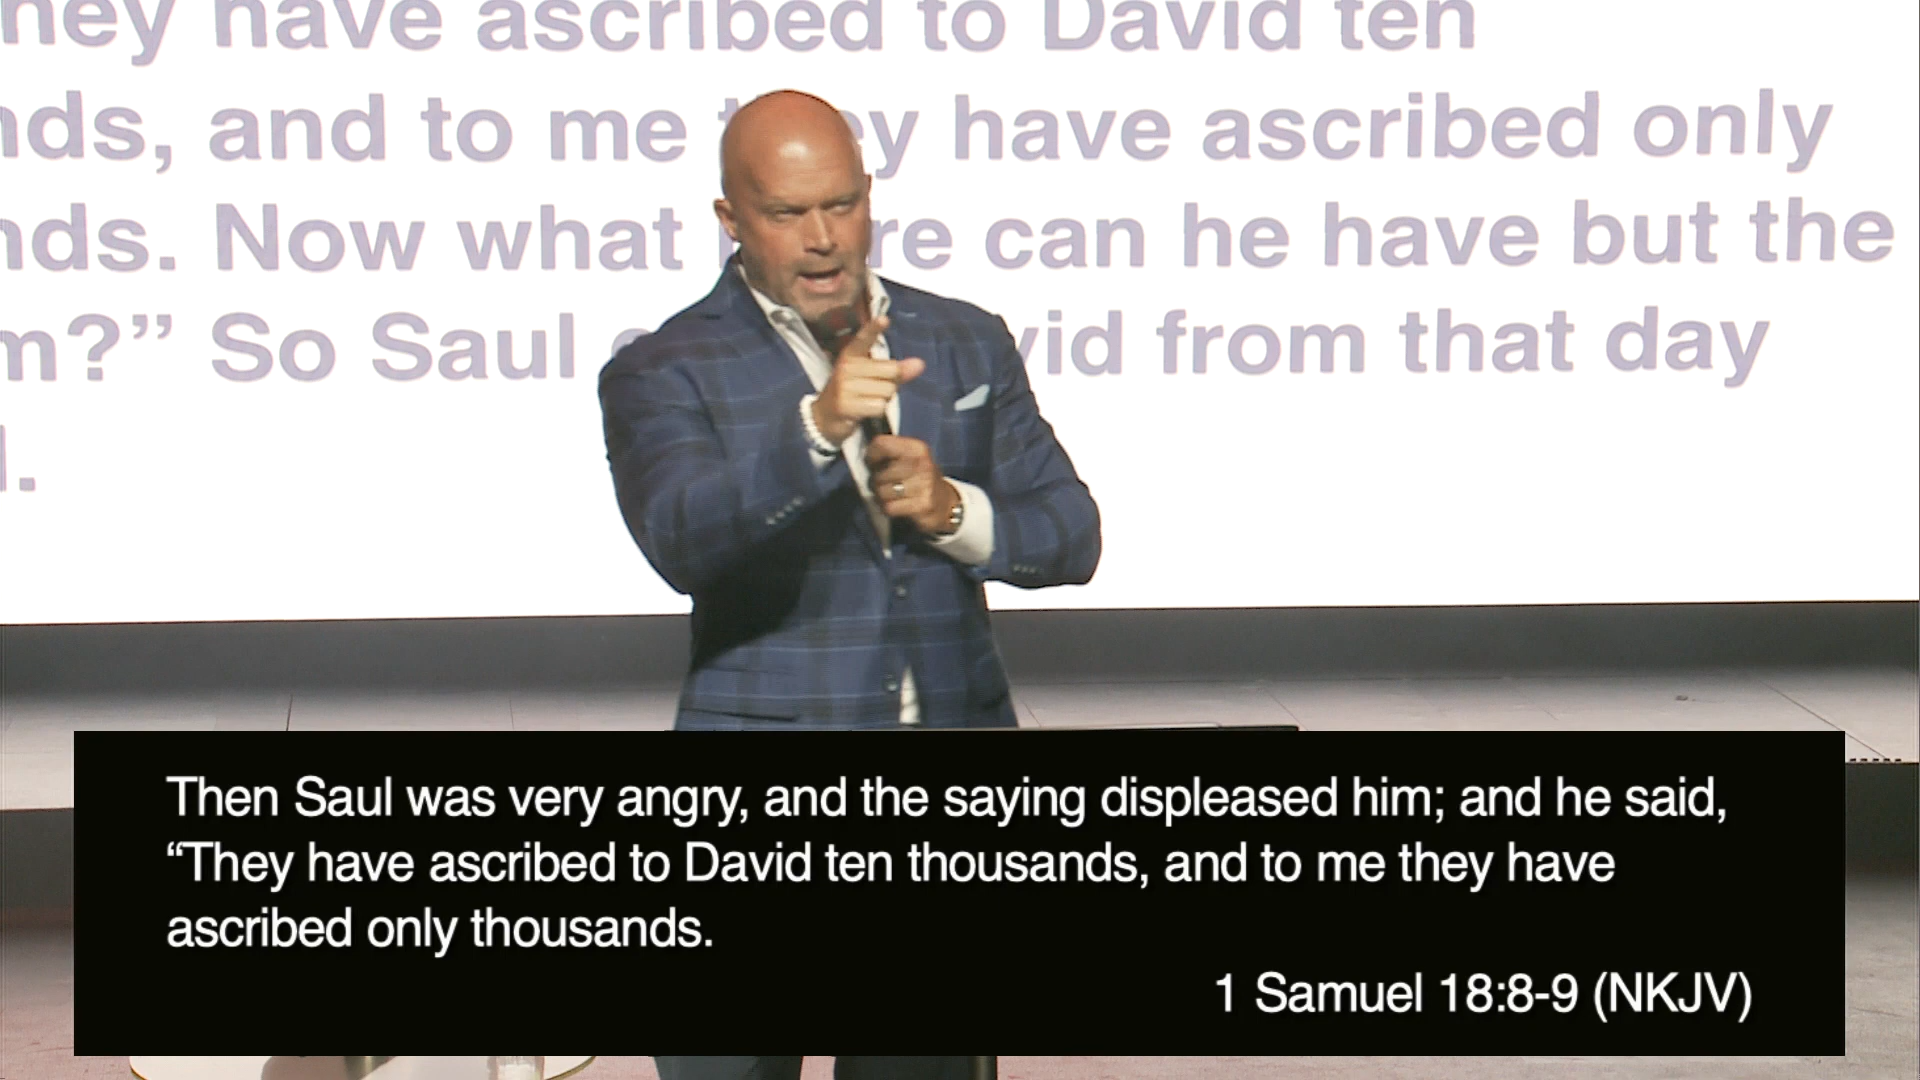 hey have ascribed to David ten
nds, and to me they have ascribed only
nds. Now what more can he have but the
m?” So Saul David from that day
.
Then Saul was very angry, and the saying displeased him; and he said,
“They have ascribed to David ten thousands, and to me they have
ascribed only thousands.
1 Samuel 18:8-9 (NKJV)